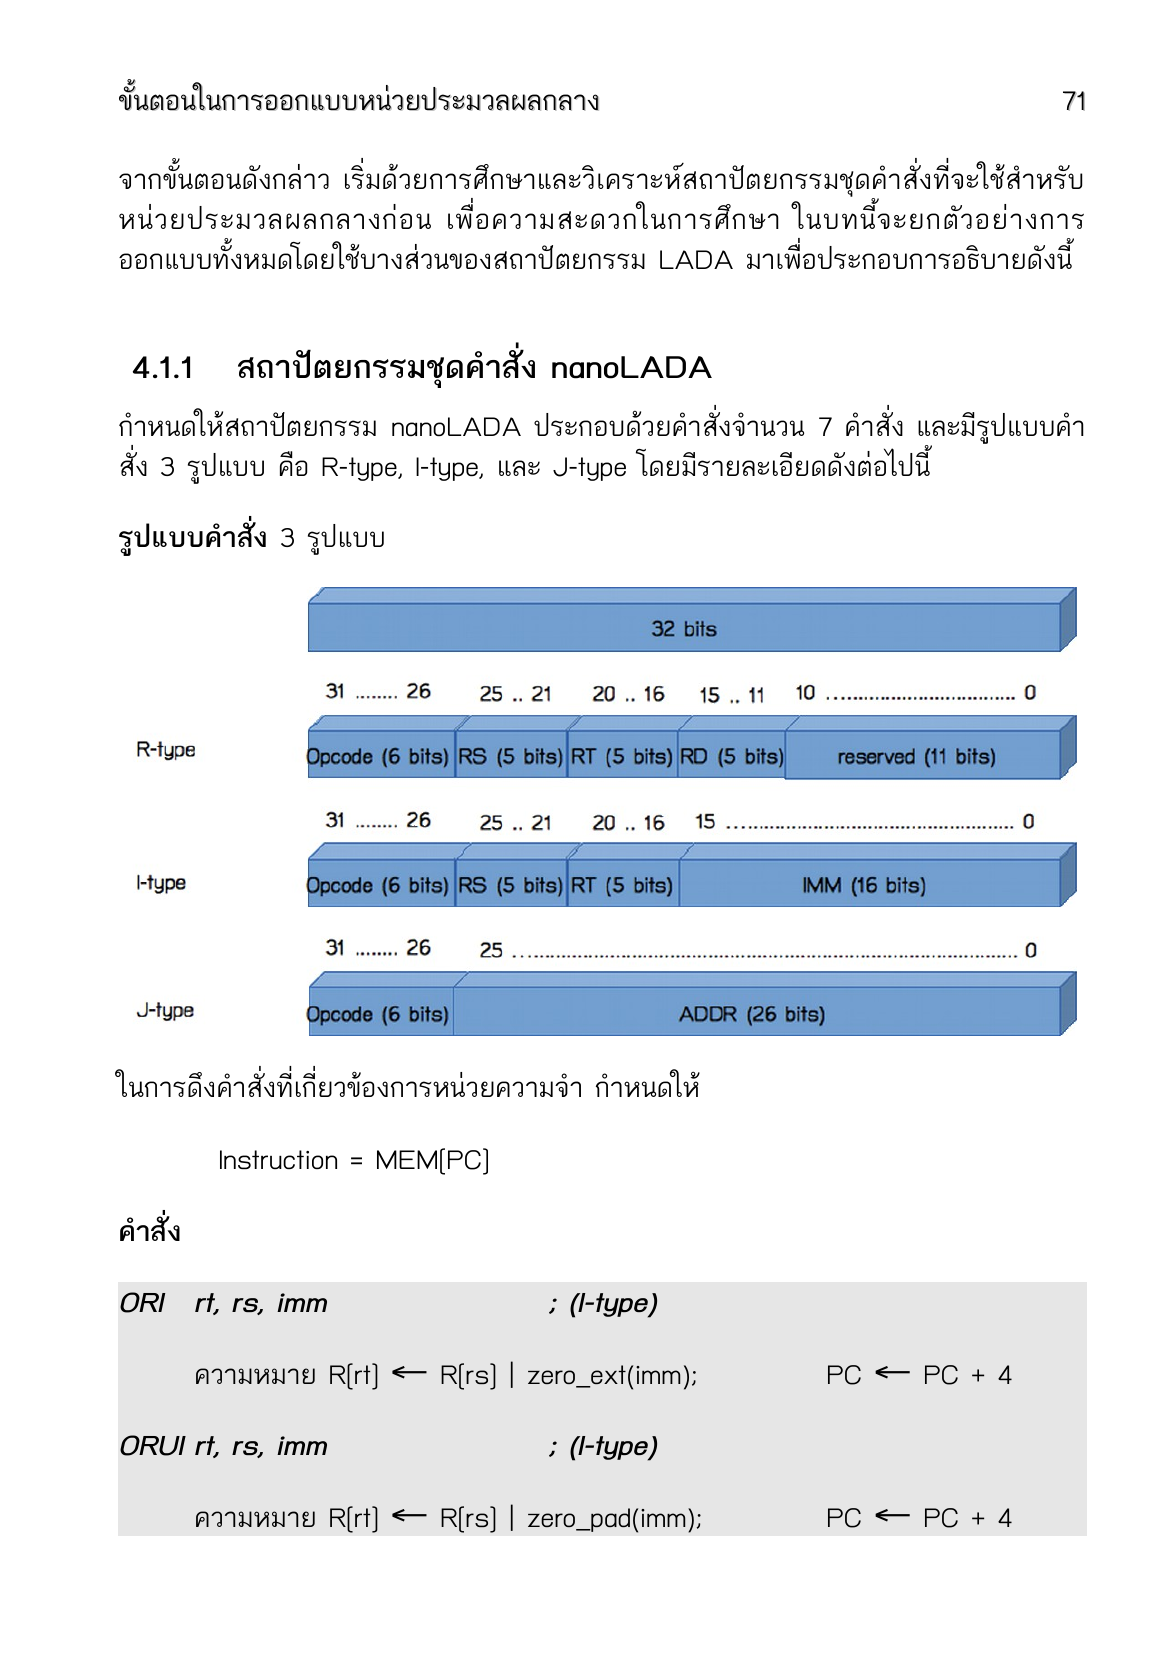 ขั้นตอนในการออกแบบหน่วยประมวลผลกลาง 71
จากขั้นตอนดังกล่าว เริ่มด้วยการศึกษาและวิเคราะห์สถาปัตยกรรมชุดคำสั่งที่จะใช้สำหรับ
หน่วยประมวลผลกลางก่อน เพื่อความสะดวกในการศึกษา ในบทนี้จะยกตัวอย่างการ
ออกแบบทั้งหมดโดยใช้บางส่วนของสถาปัตยกรรม LADA มาเพื่อประกอบการอธิบายดังนี้
4.1.1 สถาปัตยกรรมชุดคำสั่ง nanoLADA
กำหนดให้สถาปัตยกรรม nanoLADA ประกอบด้วยคำสั่งจำนวน 7 คำสั่ง และมีรูปแบบคำ
สั่ง 3 รูปแบบ คือ R-type, I-type, และ J-type โดยมีรายละเอียดดังต่อไปนี้
รูปแบบคำสั่ง 3 รูปแบบ
32 bits
31 ........ 26 25 .. 21 20 .. 16 15 .. 11 10 .................................... 0
R-type Opcode (6 bits) RS (5 bits) RT (5 bits) RD (5 bits) reserved (11 bits)
31 ........ 26 25 .. 21 20 .. 16 15 ...................................................... 0
I-type Opcode (6 bits) RS (5 bits) RT (5 bits) IMM (16 bits)
31 ........ 26 25 ................................................................................................ 0
J-type Opcode (6 bits) ADDR (26 bits)
ในการดึงคำสั่งที่เกี่ยวข้องการหน่วยความจำ กำหนดให้
Instruction = MEM[PC]
คำสั่ง
ORI rt, rs, imm ; (I-type)
ความหมาย R[rt] ← R[rs] | zero_ext(imm); PC ← PC + 4
ORUI rt, rs, imm ; (I-type)
ความหมาย R[rt] ← R[rs] | zero_pad(imm); PC ← PC + 4